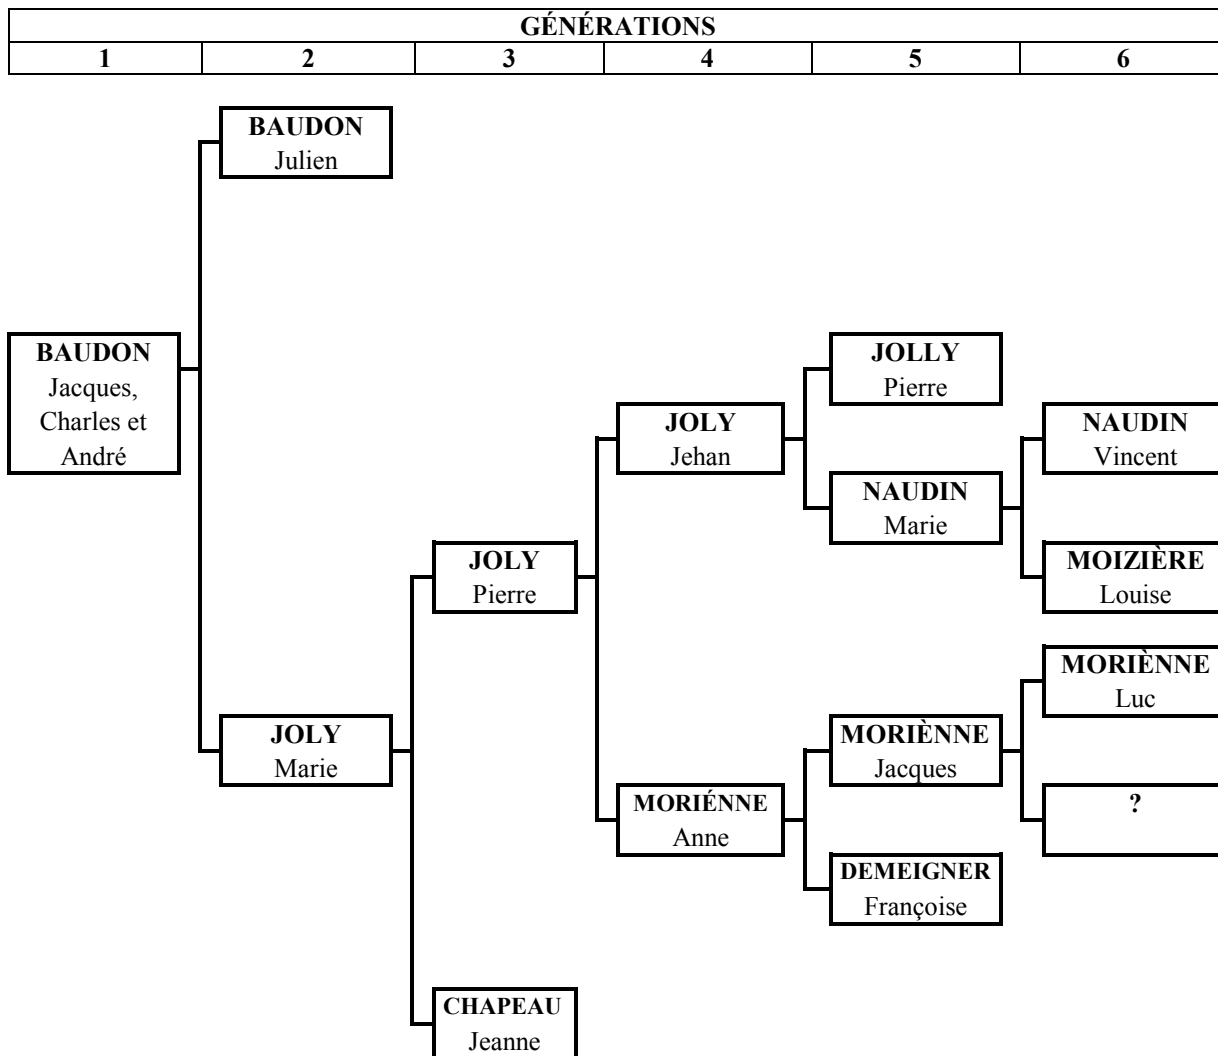 GÉNÉRATIONS
1 2 3 4 5 6
BAUDON
Julien
BAUDON
Jacques,
Charles et
André
JOLLY
Pierre
JOLY
Jehan
NAUDIN
Vincent
NAUDIN
Marie
JOLY
Pierre
MOIZIÈRE
Louise
MORIÈNNE
Luc
JOLY
Marie
MORIÈNNE
Jacques
MORIÉNNE
Anne
?
DEMEIGNER
Françoise
CHAPEAU
Jeanne